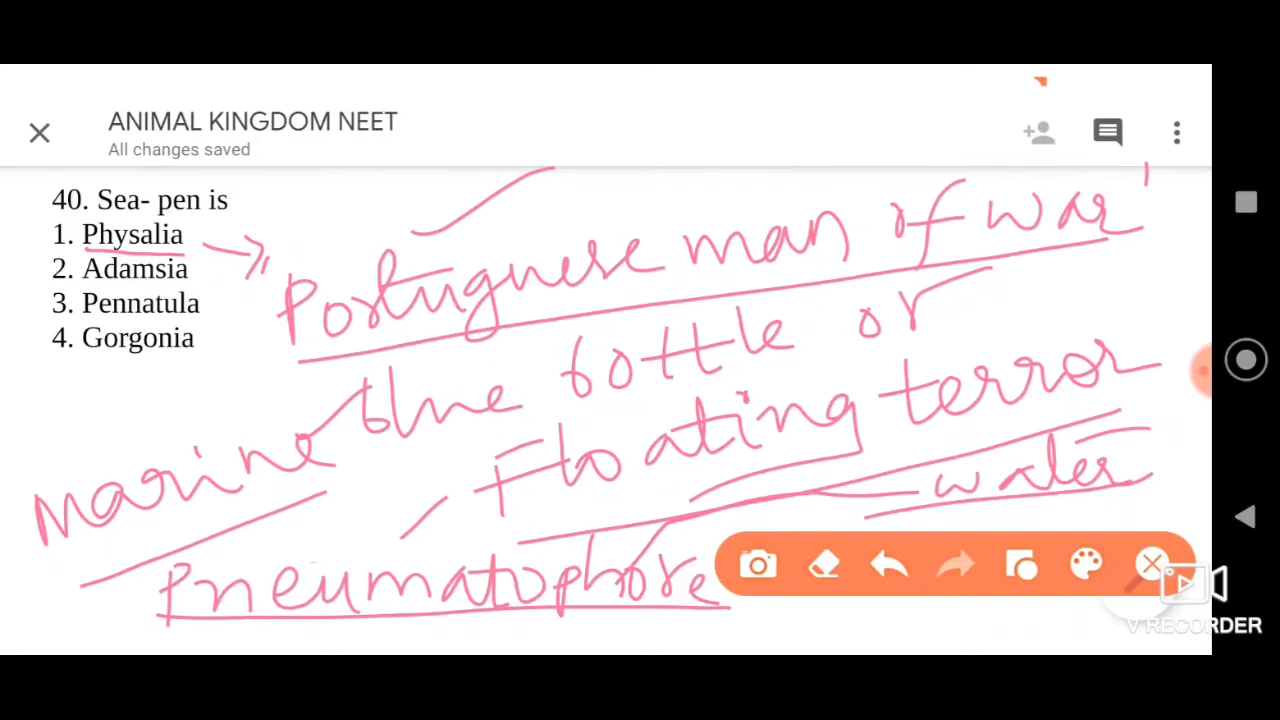 ANIMAL KINGDOM NEET
All changes saved
40. Sea- pen is
1. Physalia
2. Adamsia
3. Pennatula
4. Gorgonia
Portuguese man of war'
blue bottle or
marine
Floating terror
water
Pneumatophore
V RECORDER